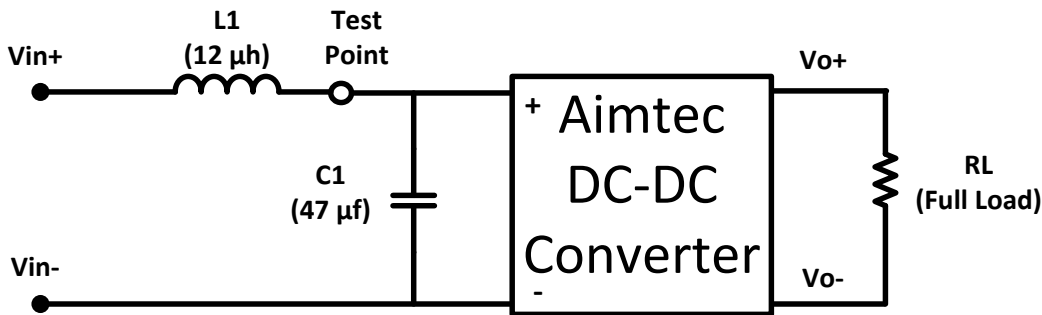 L1
(12 µh)
Test
Point
Vin+
Vo+
+
Aimtec
DC-DC
Converter
-
C1
(47 µf)
RL
(Full Load)
Vin-
Vo-